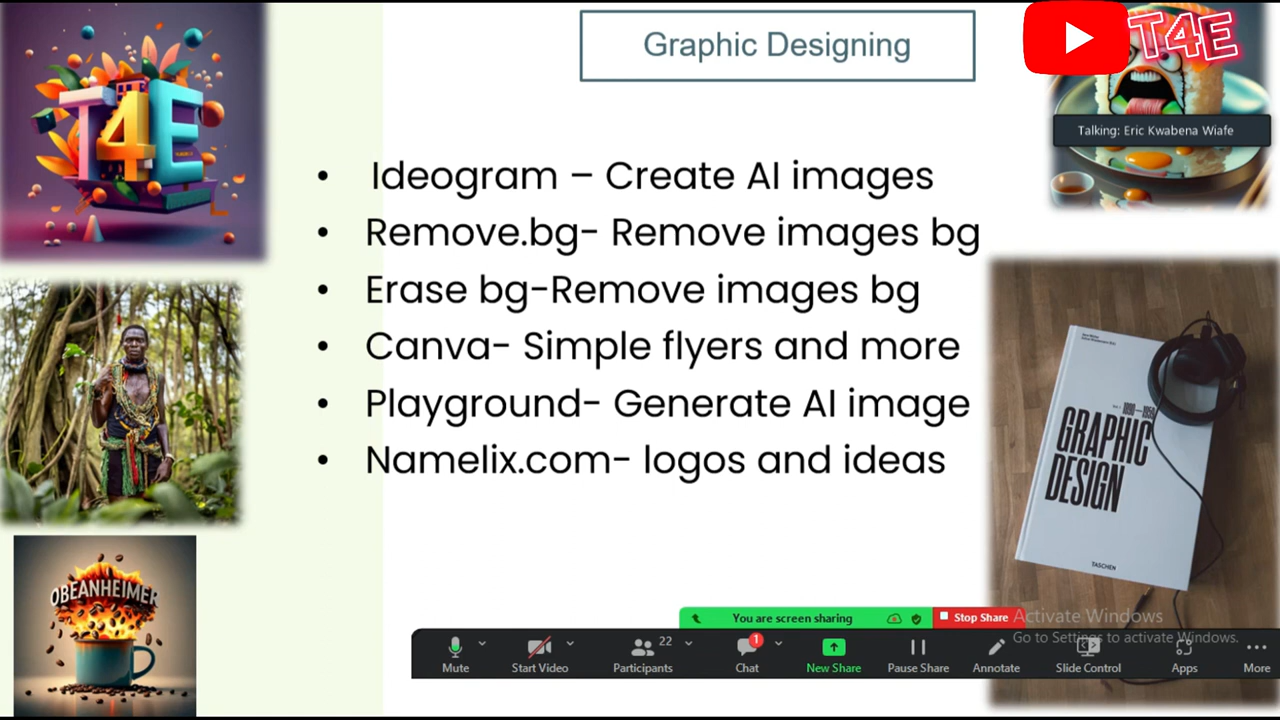 Graphic Designing
T4E
T4E
Talking: Eric Kwabena Wiafe
• Ideogram – Create AI images
• Remove.bg- Remove images bg
• Erase bg-Remove images bg
• Canva- Simple flyers and more
• Playground- Generate AI image
• Namelix.com- logos and ideas
GRAPHIC
DESIGN
TASCHEN
OBEANHEIMER
You are screen sharing
Stop Share
Activate Windows
Go to Settings to activate Windows.
22
1
Mute
Start Video
Participants
Chat
New Share
Pause Share
Annotate
Slide Control
Apps
More